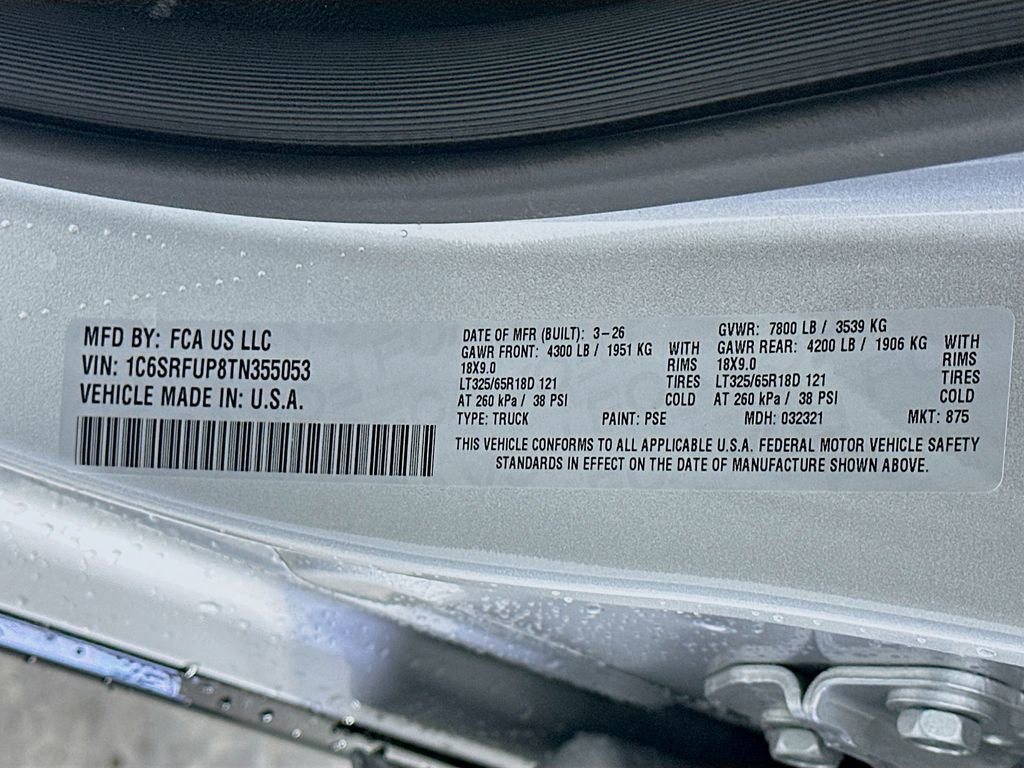 MFD BY: FCA US LLC
VIN: 1C6SRFUP8TN355053
VEHICLE MADE IN: U.S.A.
DATE OF MFR (BUILT): 3-26
GAWR FRONT: 4300 LB / 1951 KG WITH
18X9.0 RIMS
LT325/65R18D 121 TIRES
AT 260 kPa / 38 PSI COLD
TYPE: TRUCK PAINT: PSE
GVWR: 7800 LB / 3539 KG
GAWR REAR: 4200 LB / 1906 KG WITH
18X9.0 RIMS
LT325/65R18D 121 TIRES
AT 260 kPa / 38 PSI COLD
MDH: 032321 MKT: 875
THIS VEHICLE CONFORMS TO ALL APPLICABLE U.S.A. FEDERAL MOTOR VEHICLE SAFETY
STANDARDS IN EFFECT ON THE DATE OF MANUFACTURE SHOWN ABOVE.